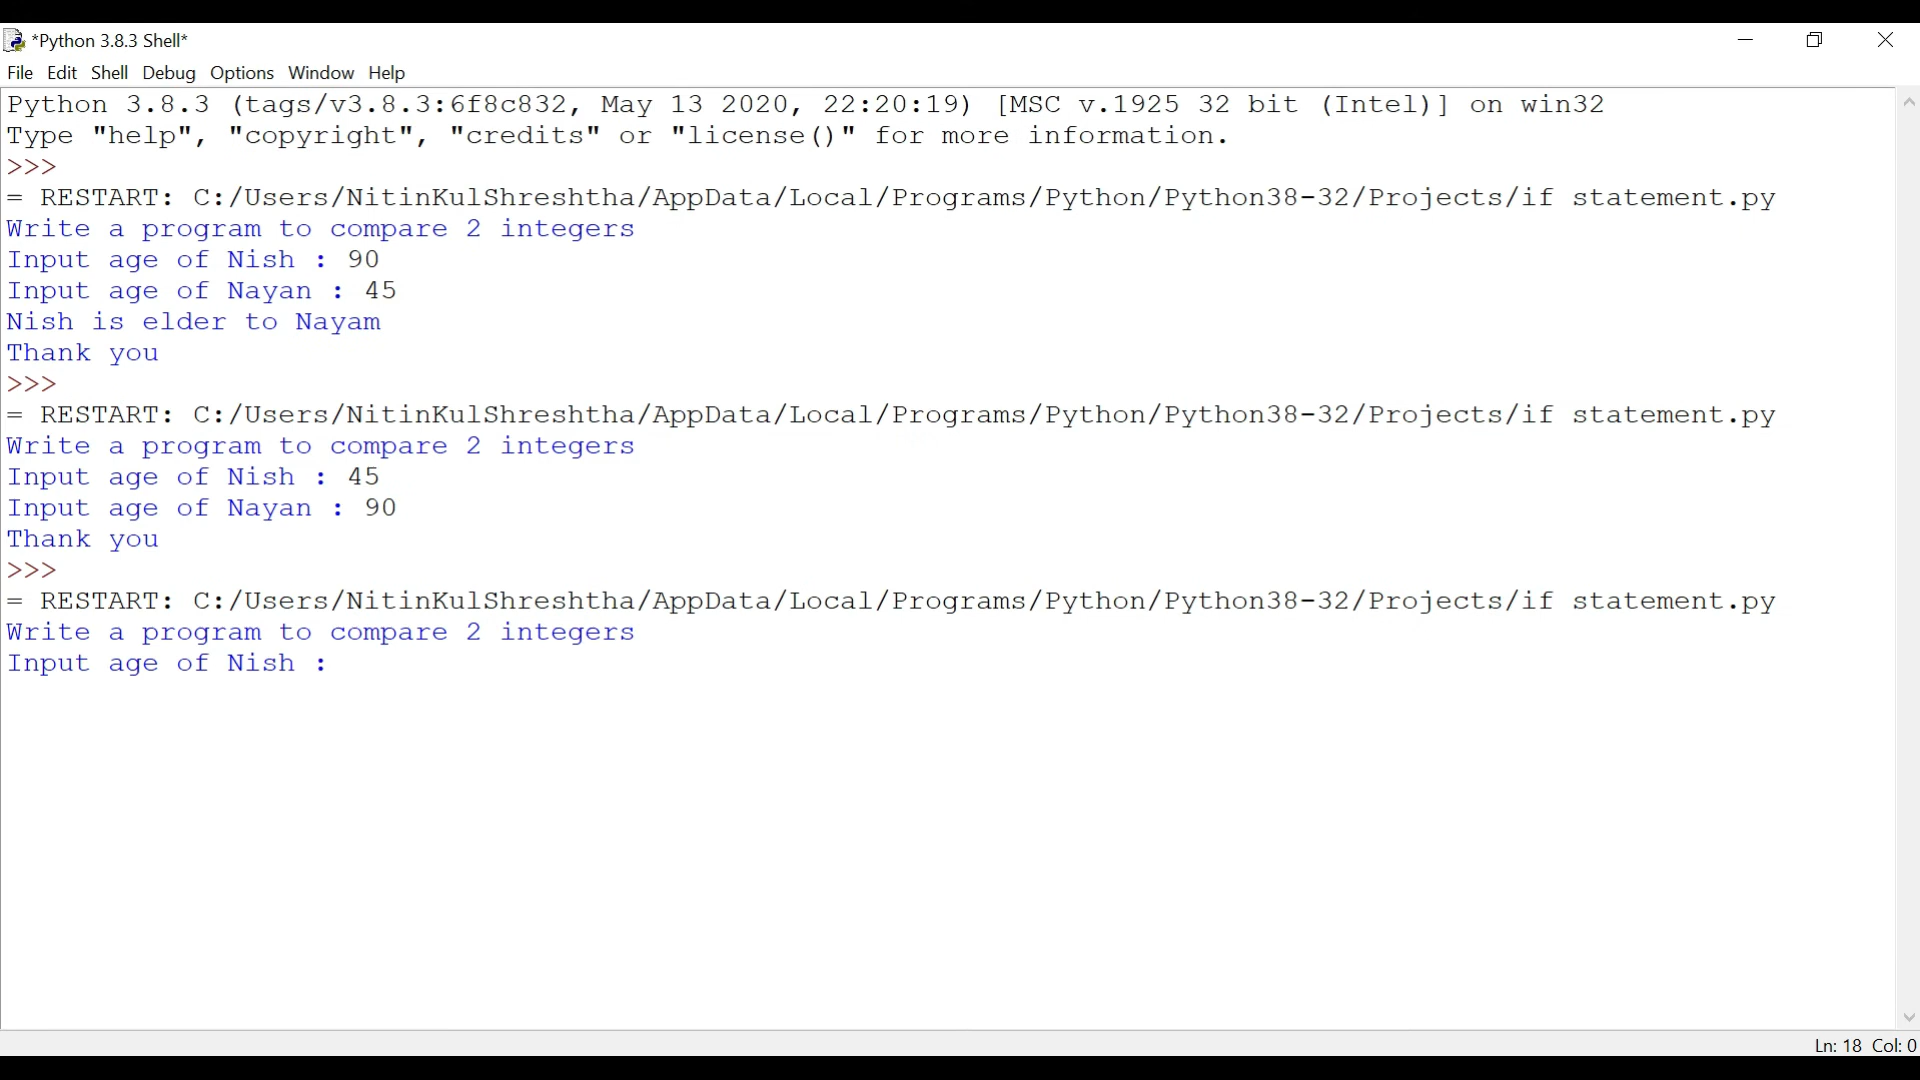 *Python 3.8.3 Shell*
File Edit Shell Debug Options Window Help
Python 3.8.3 (tags/v3.8.3:6f8c832, May 13 2020, 22:20:19) [MSC v.1925 32 bit (Intel)] on win32
Type "help", "copyright", "credits" or "license()" for more information.
>>>
= RESTART: C:/Users/NitinKulShreshtha/AppData/Local/Programs/Python/Python38-32/Projects/if statement.py
Write a program to compare 2 integers
Input age of Nish : 90
Input age of Nayan : 45
Nish is elder to Nayam
Thank you
>>>
= RESTART: C:/Users/NitinKulShreshtha/AppData/Local/Programs/Python/Python38-32/Projects/if statement.py
Write a program to compare 2 integers
Input age of Nish : 45
Input age of Nayan : 90
Thank you
>>>
= RESTART: C:/Users/NitinKulShreshtha/AppData/Local/Programs/Python/Python38-32/Projects/if statement.py
Write a program to compare 2 integers
Input age of Nish :
Ln: 18 Col: 0